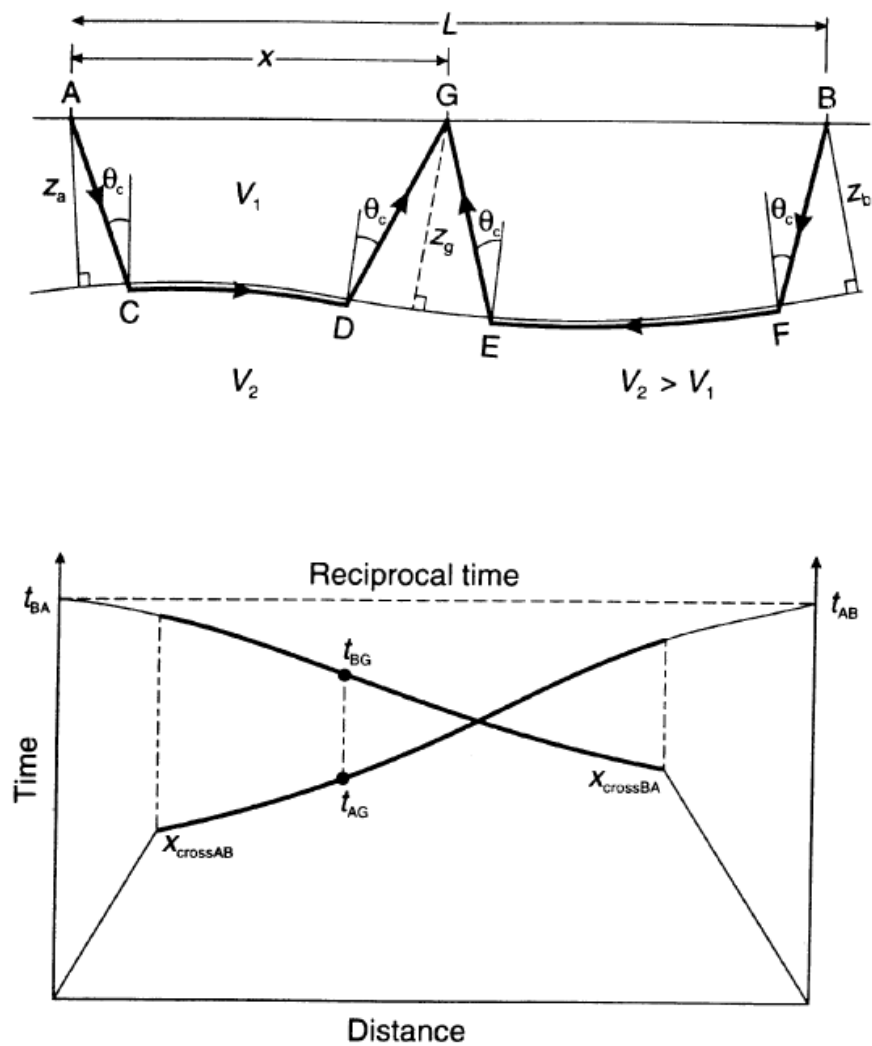 L
x
A G B
z_a θ_c V_1 θ_c z_g θ_c θ_c z_b
C D E F
V_2 V_2 > V_1
Reciprocal time
t_BA t_AB
t_BG
t_AG
x_crossBA
x_crossAB
Time
Distance